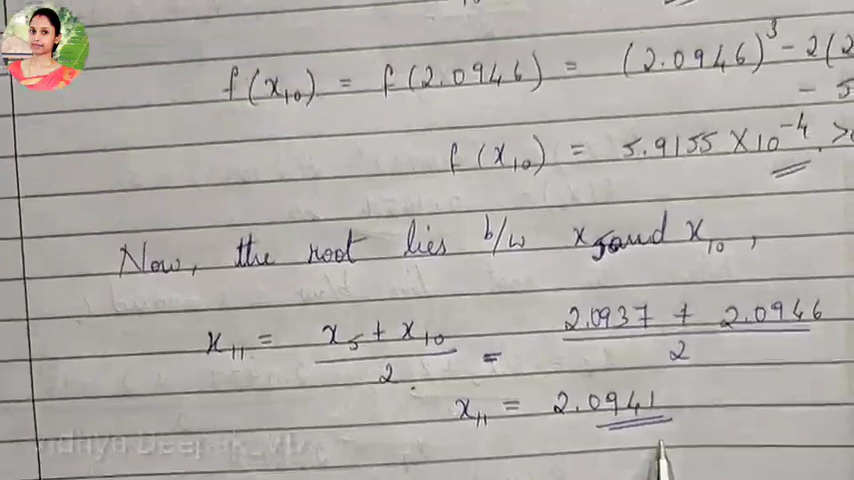 f(x₁₀) = f(2.0946) = (2.0946)³ - 2(2
- 5
f(x₁₀) = 5.9155 × 10⁻⁴ >
Now, the root lies b/w x₅ and x₁₀,
x₁₁ = (x₅ + x₁₀)/2 = (2.0937 + 2.0946)/2
x₁₁ = 2.0941